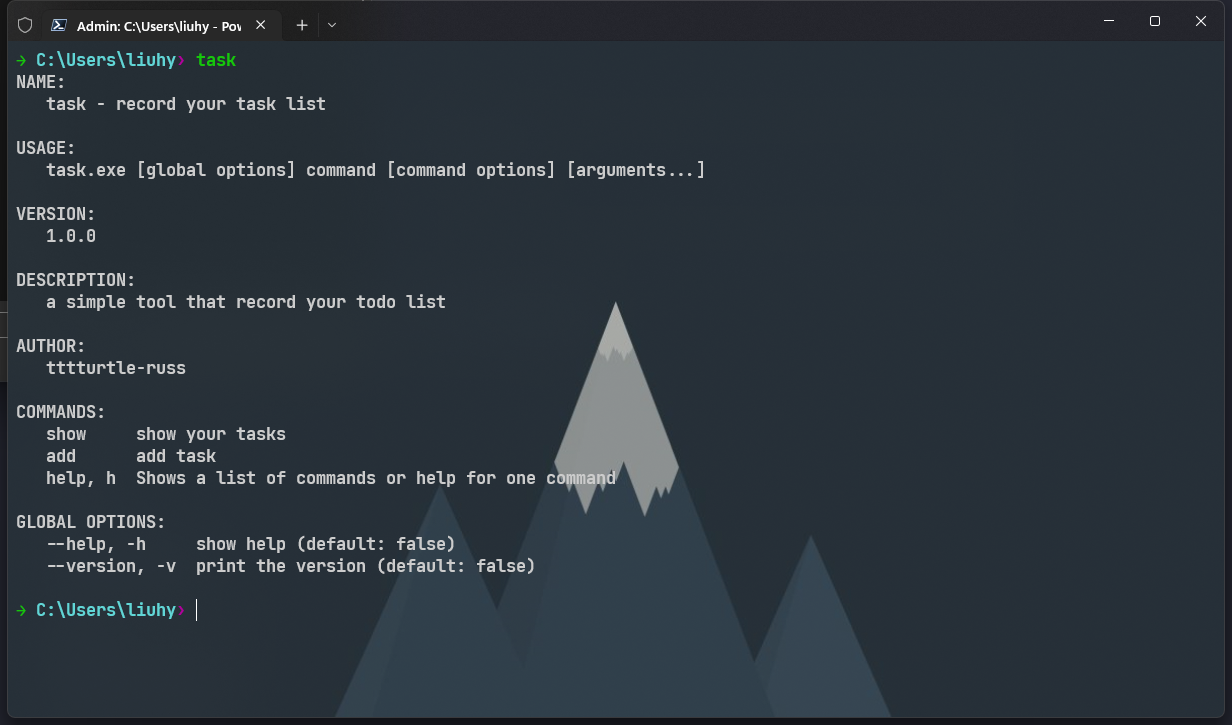 Admin: C:\Users\liuhy - Pow
→ C:\Users\liuhy› task
NAME:
task - record your task list
USAGE:
task.exe [global options] command [command options] [arguments...]
VERSION:
1.0.0
DESCRIPTION:
a simple tool that record your todo list
AUTHOR:
tttturtle-russ
COMMANDS:
show show your tasks
add add task
help, h Shows a list of commands or help for one command
GLOBAL OPTIONS:
--help, -h show help (default: false)
--version, -v print the version (default: false)
→ C:\Users\liuhy›